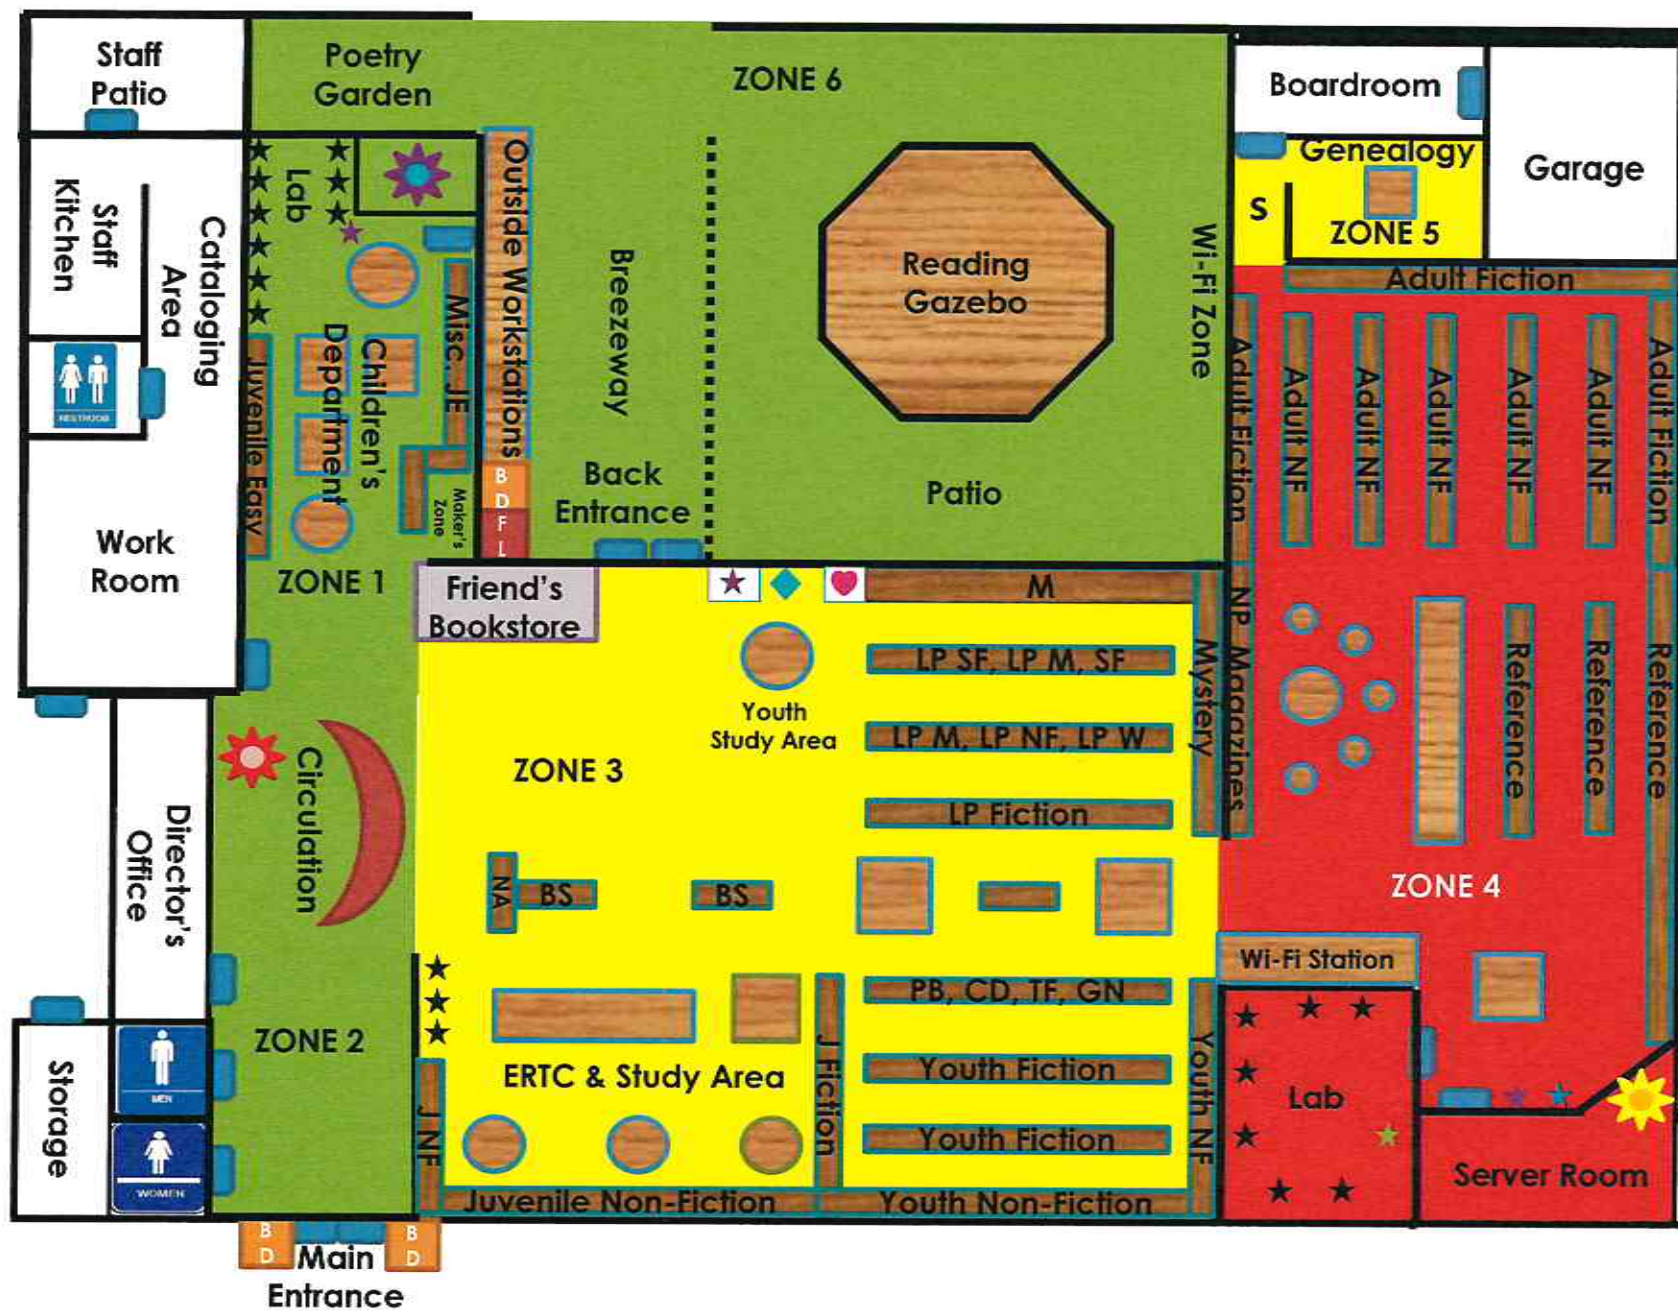 Staff
Patio
Poetry
Garden
ZONE 6
Boardroom
Garage
Genealogy
S
ZONE 5
Staff
Kitchen
Cataloging
Area
RESTROOM
Lab
Outside Workstations
Breezeway
Reading
Gazebo
Wi-Fi Zone
Adult Fiction
Adult Fiction
Adult NF
Adult NF
Adult NF
Adult NF
Adult NF
Adult Fiction
Misc. JE
Children's
Department
Juvenile Easy
Maker's
Zone
B
D
F
L
Back
Entrance
Patio
Work
Room
ZONE 1
Friend's
Bookstore
M
Mystery
NP Magazines
Reference
Reference
Reference
LP SF, LP M, SF
Youth
Study Area
LP M, LP NF, LP W
ZONE 3
LP Fiction
Circulation
Director's
Office
NA
BS
BS
ZONE 4
Wi-Fi Station
PB, CD, TF, GN
ZONE 2
ERTC & Study Area
J Fiction
Youth Fiction
Youth NF
Lab
Storage
MEN
J NF
Youth Fiction
WOMEN
Server Room
Juvenile Non-Fiction
Youth Non-Fiction
B
D
B
D
Main
Entrance